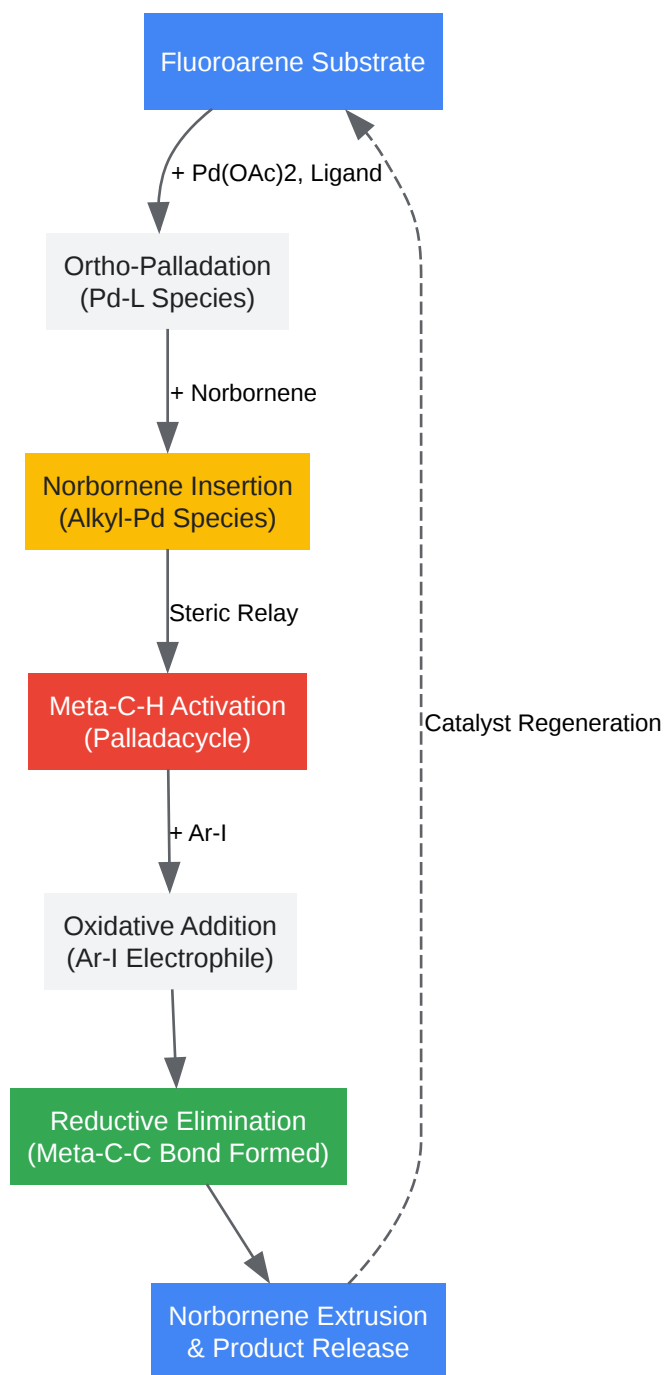 Fluoroarene Substrate
+ Pd(OAc)2, Ligand
Ortho-Palladation
(Pd-L Species)
+ Norbornene
Norbornene Insertion
(Alkyl-Pd Species)
Steric Relay
Meta-C-H Activation
(Palladacycle)
Catalyst Regeneration
+ Ar-I
Oxidative Addition
(Ar-I Electrophile)
Reductive Elimination
(Meta-C-C Bond Formed)
Norbornene Extrusion
& Product Release